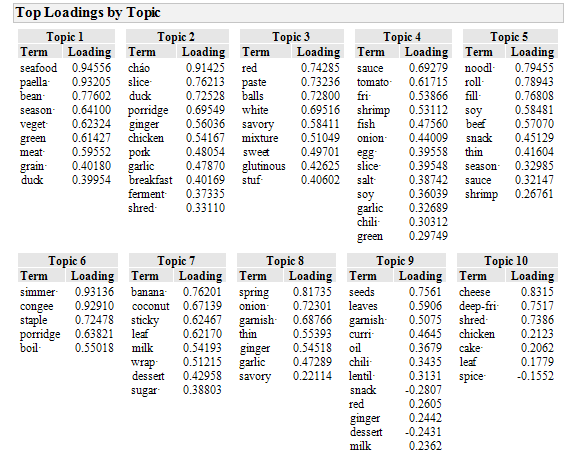 Top Loadings by Topic
Topic 1
Term Loading
seafood 0.94556
paella· 0.93205
bean· 0.77602
season· 0.64100
veget· 0.62324
green 0.61427
meat· 0.59552
grain· 0.40180
duck 0.39954
Topic 2
Term Loading
cháo 0.91425
slice· 0.76213
duck 0.72528
porridge 0.69549
ginger 0.56036
chicken 0.54167
pork 0.48054
garlic 0.47870
breakfast 0.40169
ferment· 0.37335
shred· 0.33110
Topic 3
Term Loading
red 0.74285
paste 0.73236
balls 0.72800
white 0.69516
savory 0.58411
mixture 0.51049
sweet 0.49701
glutinous 0.42625
stuf· 0.40602
Topic 4
Term Loading
sauce 0.69279
tomato· 0.61715
fri· 0.53866
shrimp 0.53112
fish 0.47560
onion· 0.44009
egg· 0.39558
slice· 0.39548
salt· 0.38742
soy 0.36039
garlic 0.32689
chili· 0.30312
green 0.29749
Topic 5
Term Loading
noodl· 0.79455
roll· 0.78943
fill· 0.76808
soy 0.58481
beef 0.57070
snack 0.45129
thin 0.41604
season· 0.32985
sauce 0.32147
shrimp 0.26761
Topic 6
Term Loading
simmer· 0.93136
congee 0.92910
staple 0.72478
porridge 0.63821
boil· 0.55018
Topic 7
Term Loading
banana· 0.76201
coconut 0.67139
sticky 0.62467
leaf 0.62170
milk 0.54193
wrap· 0.51215
dessert 0.42958
sugar· 0.38803
Topic 8
Term Loading
spring 0.81735
onion· 0.72301
garnish· 0.68766
thin 0.55393
ginger 0.54518
garlic 0.47289
savory 0.22114
Topic 9
Term Loading
seeds 0.7561
leaves 0.5906
garnish· 0.5075
curri· 0.4645
oil 0.3679
chili· 0.3435
lentil· 0.3131
snack -0.2807
red 0.2605
ginger 0.2442
dessert -0.2431
milk 0.2362
Topic 10
Term Loading
cheese 0.8315
deep-fri· 0.7517
shred· 0.7386
chicken 0.2123
cake· 0.2062
leaf 0.1779
spice· -0.1552